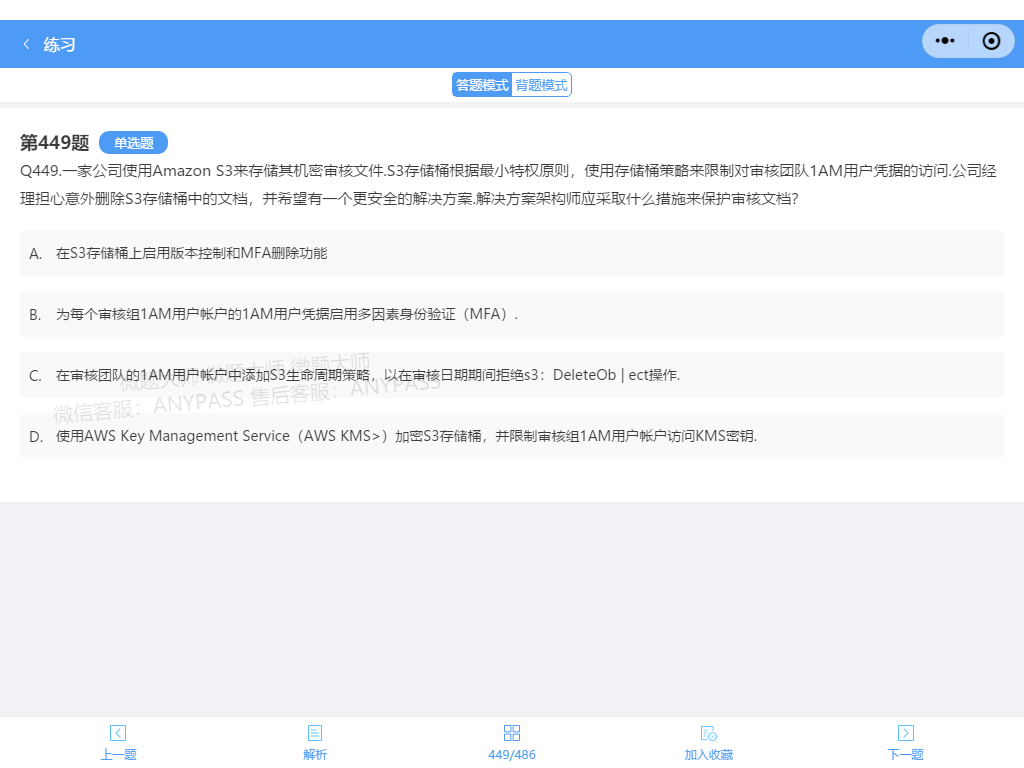 练习
答题模式 背题模式
第449题 单选题
Q449.一家公司使用Amazon S3来存储其机密审核文件.S3存储桶根据最小特权原则，使用存储桶策略来限制对审核团队1AM用户凭据的访问.公司经
理担心意外删除S3存储桶中的文档，并希望有一个更安全的解决方案.解决方案架构师应采取什么措施来保护审核文档?
A. 在S3存储桶上启用版本控制和MFA删除功能
B. 为每个审核组1AM用户帐户的1AM用户凭据启用多因素身份验证（MFA）.
C. 在审核团队的1AM用户帐户中添加S3生命周期策略，以在审核日期期间拒绝s3：DeleteOb | ect操作.
微题大师 微题大师 微题大师
微信客服：ANYPASS 售后客服：ANYPASS
D. 使用AWS Key Management Service（AWS KMS>）加密S3存储桶，并限制审核组1AM用户帐户访问KMS密钥.
上一题 解析 449/486 加入收藏 下一题